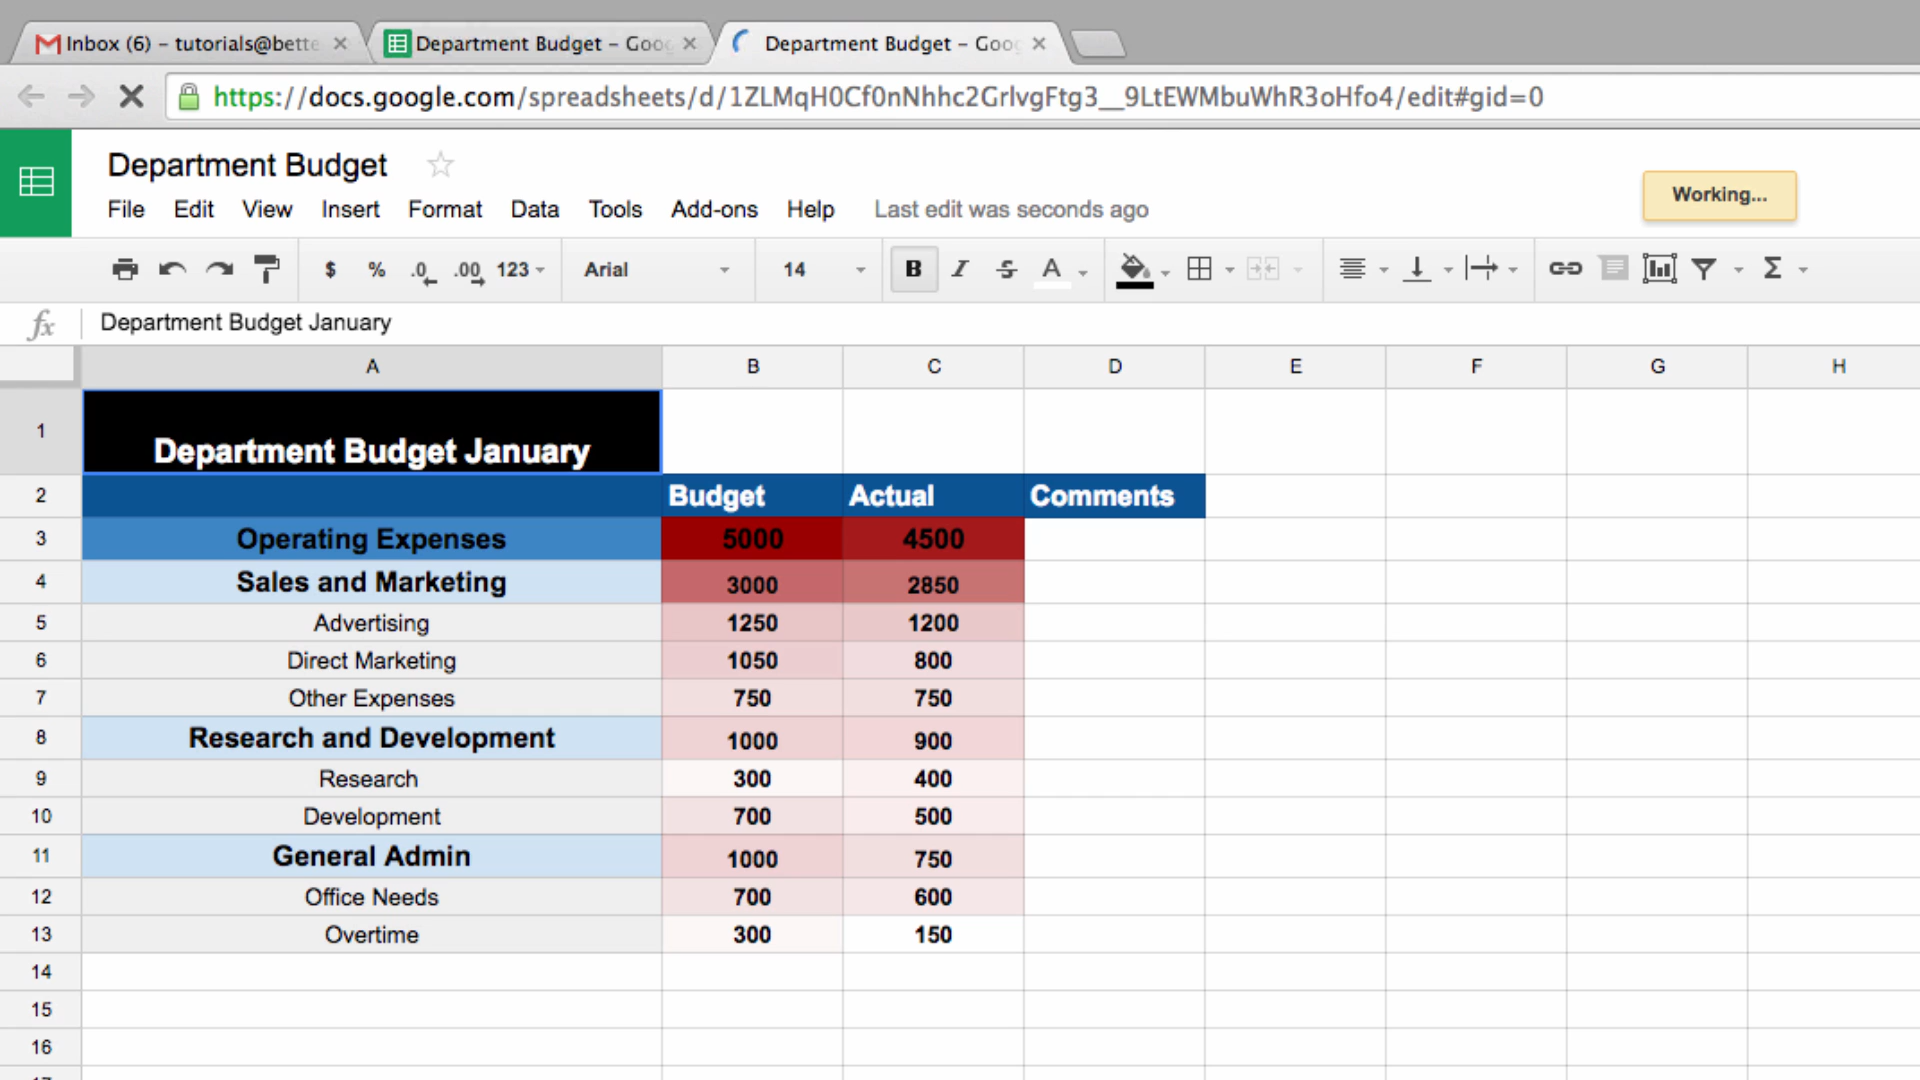 Inbox (6) – tutorials@bette
Department Budget – Goog
Department Budget – Goog
https://docs.google.com/spreadsheets/d/1ZLMqH0Cf0nNhhc2GrlvgFtg3__9LtEWMbuWhR3oHfo4/edit#gid=0
Department Budget
Working...
File Edit View Insert Format Data Tools Add-ons Help Last edit was seconds ago
$ % .0 .00 123 Arial 14 B I S A Σ
fx Department Budget January
A B C D E F G H
1 Department Budget January
2 Budget Actual Comments
3 Operating Expenses 5000 4500
4 Sales and Marketing 3000 2850
5 Advertising 1250 1200
6 Direct Marketing 1050 800
7 Other Expenses 750 750
8 Research and Development 1000 900
9 Research 300 400
10 Development 700 500
11 General Admin 1000 750
12 Office Needs 700 600
13 Overtime 300 150
14
15
16